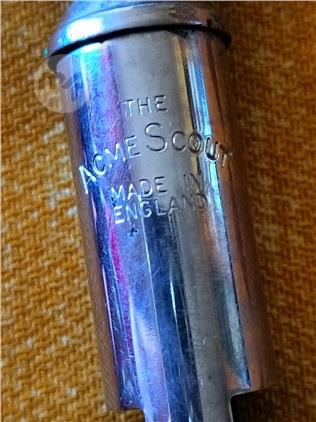 THE
ACME SCOUT
MADE IN
ENGLAND